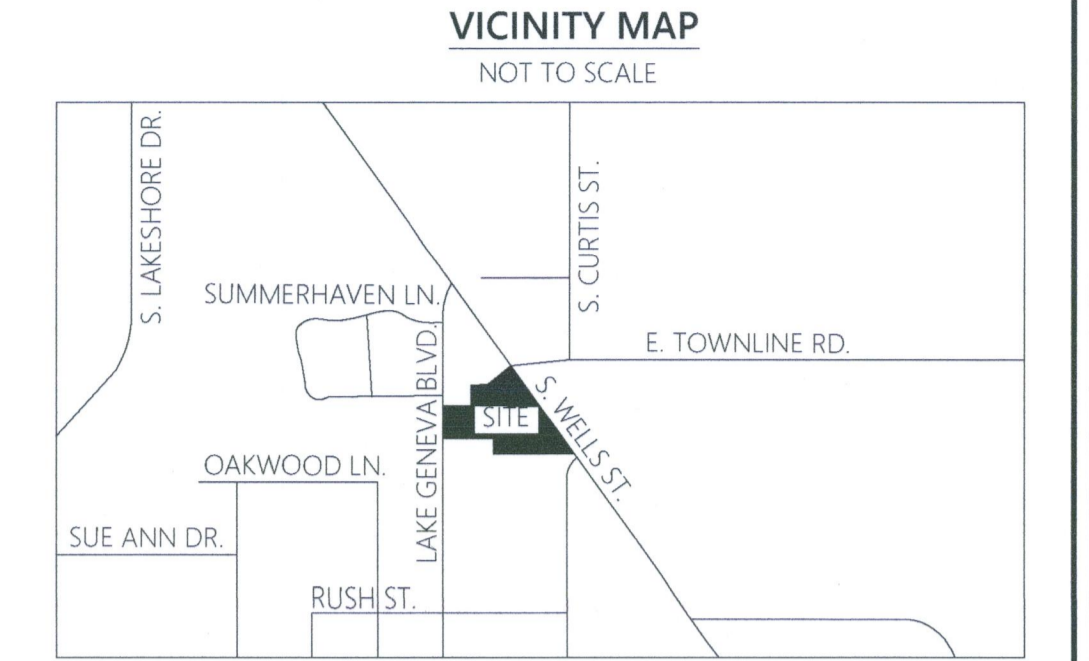 VICINITY MAP
NOT TO SCALE
S. LAKESHORE DR.
S. CURTIS ST.
SUMMERHAVEN LN.
E. TOWNLINE RD.
LAKE GENEVA BLVD.
SITE
S. WELLS ST.
OAKWOOD LN.
SUE ANN DR.
RUSH ST.